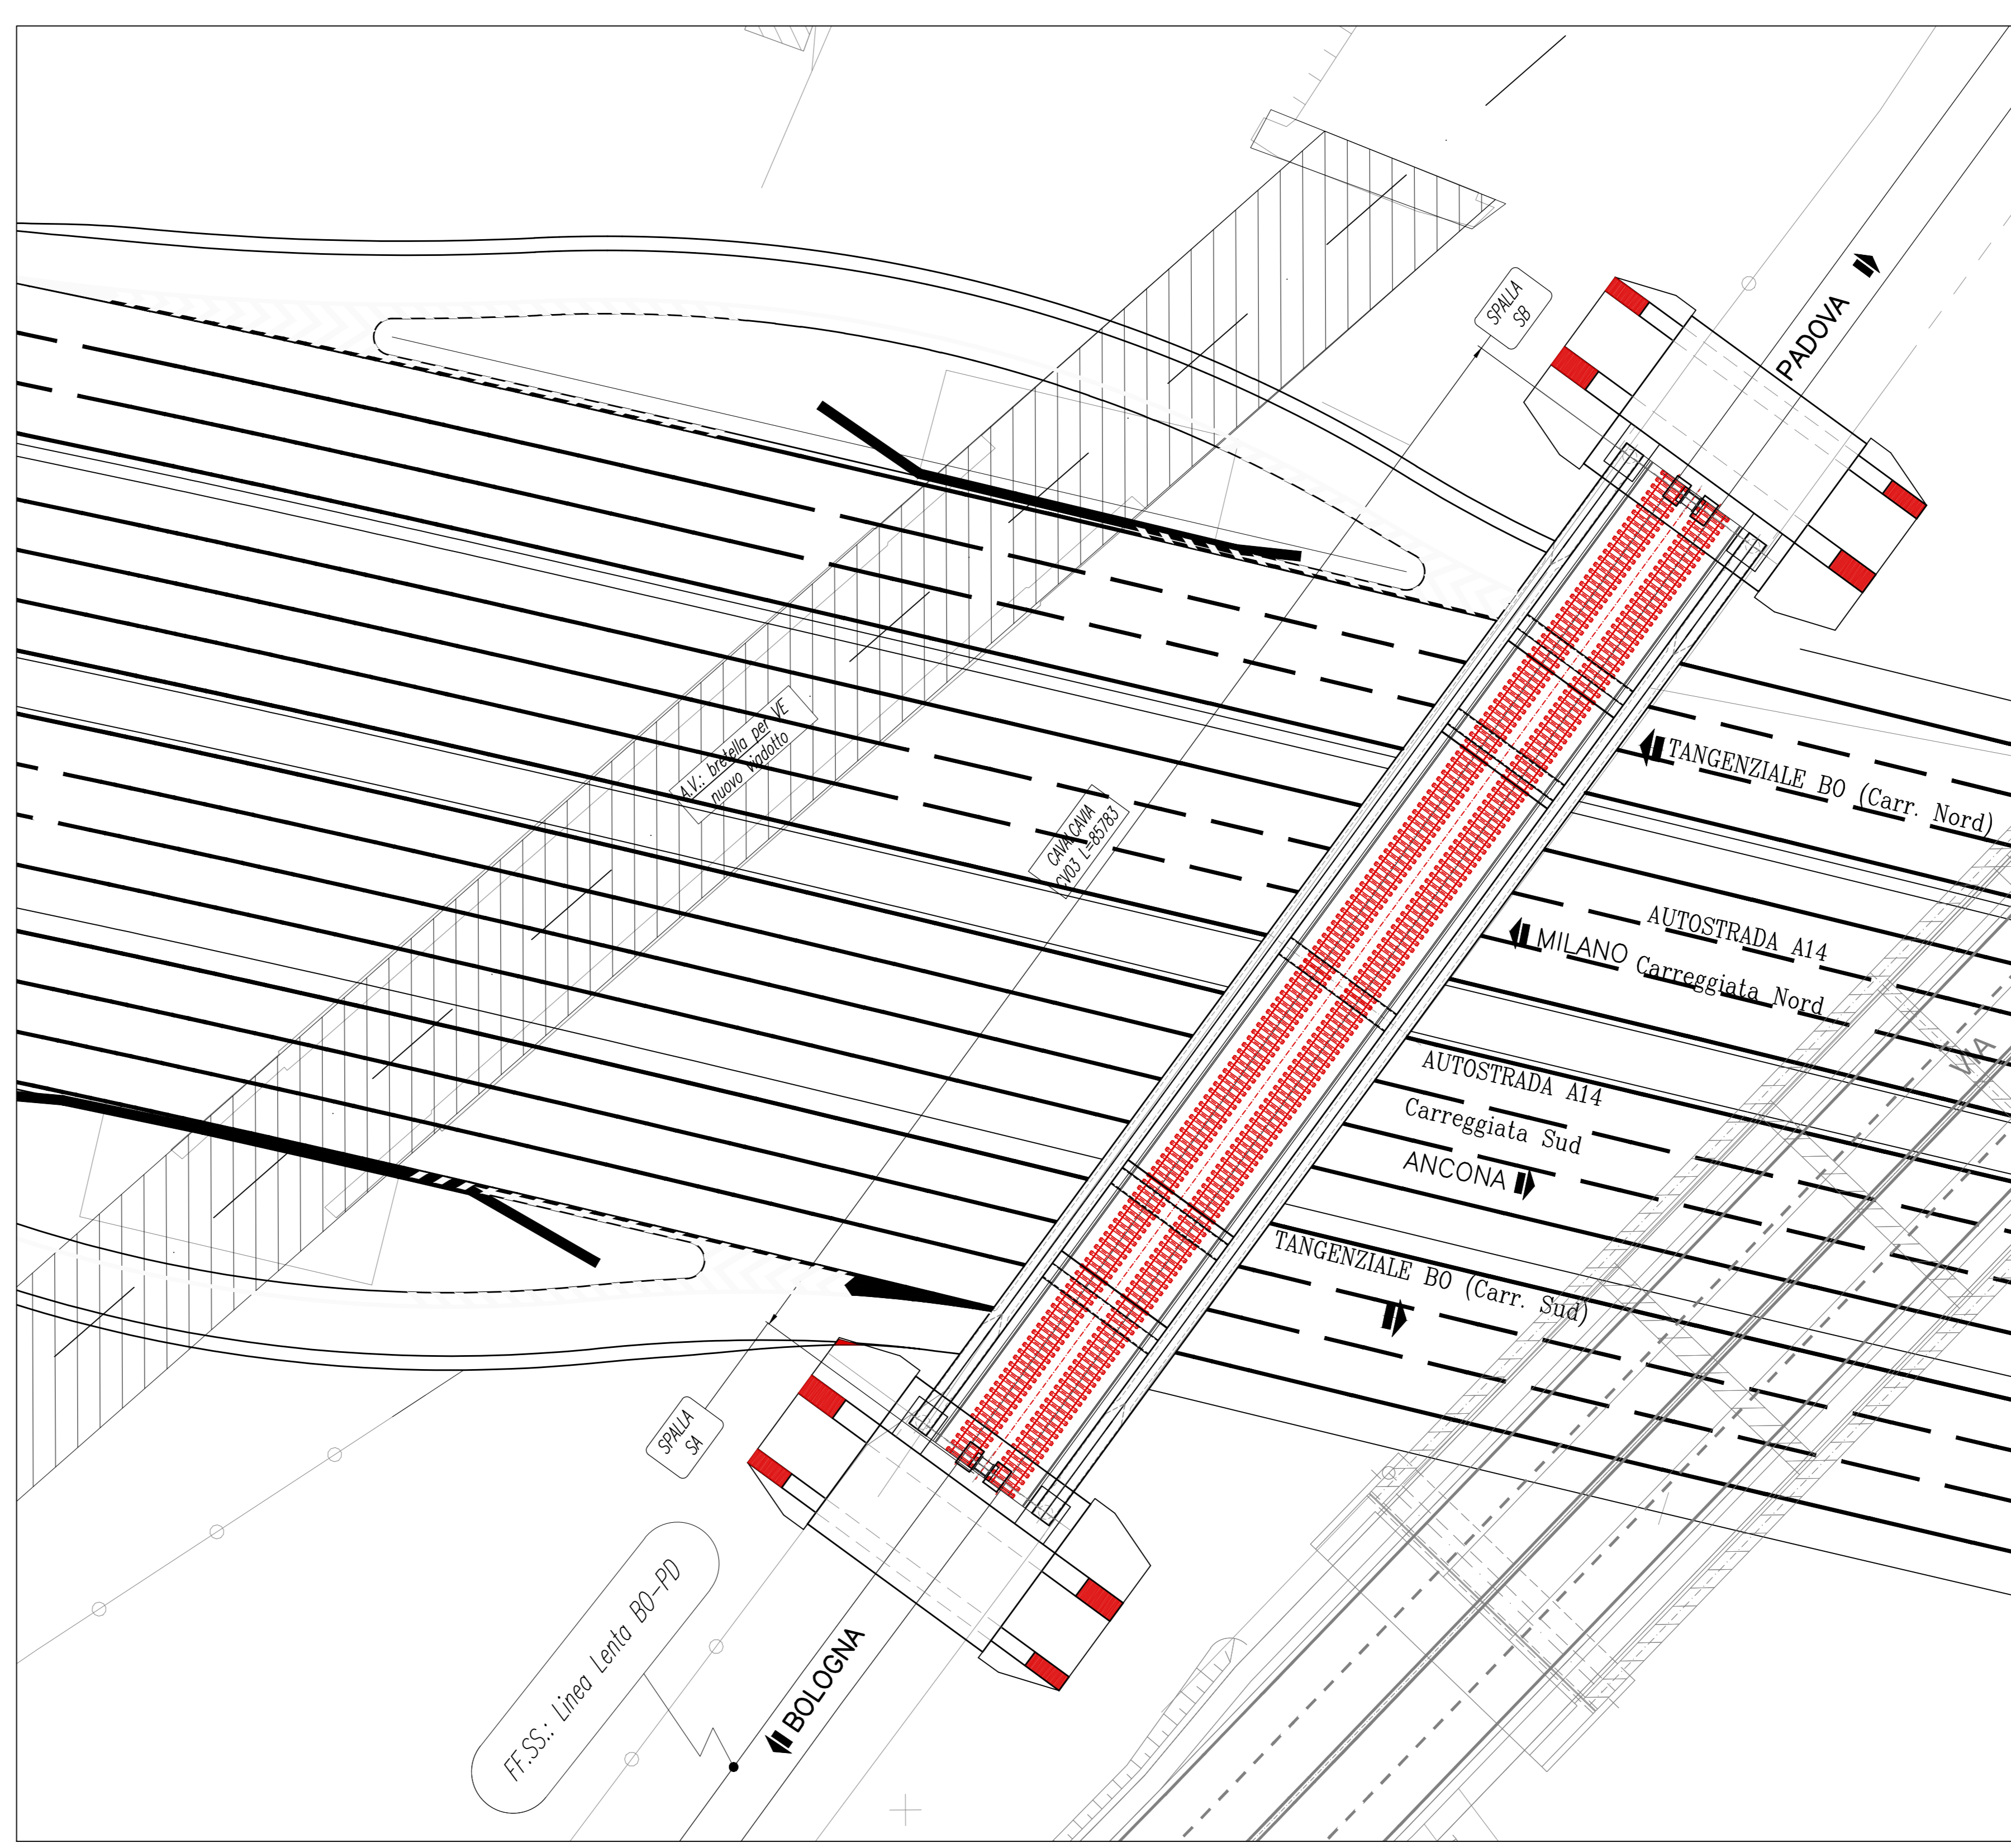 SPALLA
SB
PADOVA
A.V.: bretella per VE
nuovo viadotto
CAVALCAVIA
CV03 L=85783
TANGENZIALE BO (Carr. Nord)
AUTOSTRADA A14
MILANO Carreggiata Nord
VIA
AUTOSTRADA A14
Carreggiata Sud
ANCONA
TANGENZIALE BO (Carr. Sud)
SPALLA
SA
FF.SS.: Linea Lenta BO-PD
BOLOGNA